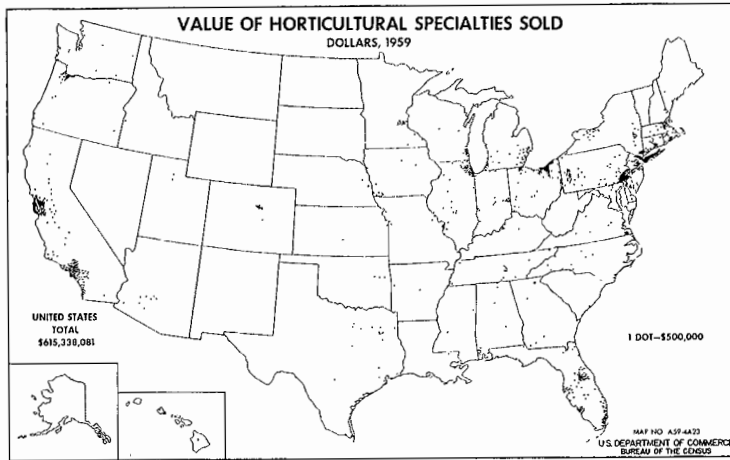 VALUE OF HORTICULTURAL SPECIALTIES SOLD
DOLLARS, 1959
UNITED STATES
TOTAL
$615,338,081
1 DOT—$500,000
MAP NO. A59-4A23
U.S. DEPARTMENT OF COMMERCE
BUREAU OF THE CENSUS